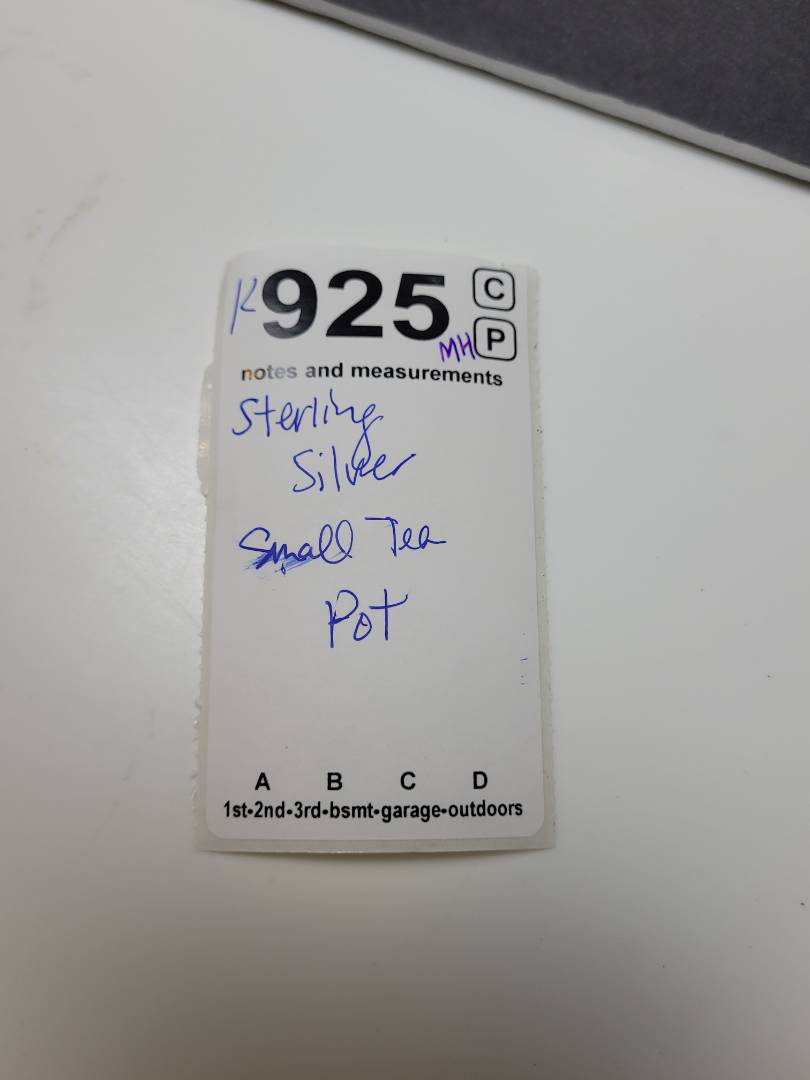 K925 C
MH P
notes and measurements
Sterling
Silver
Small Tea
Pot
A B C D
1st-2nd-3rd-bsmt-garage-outdoors